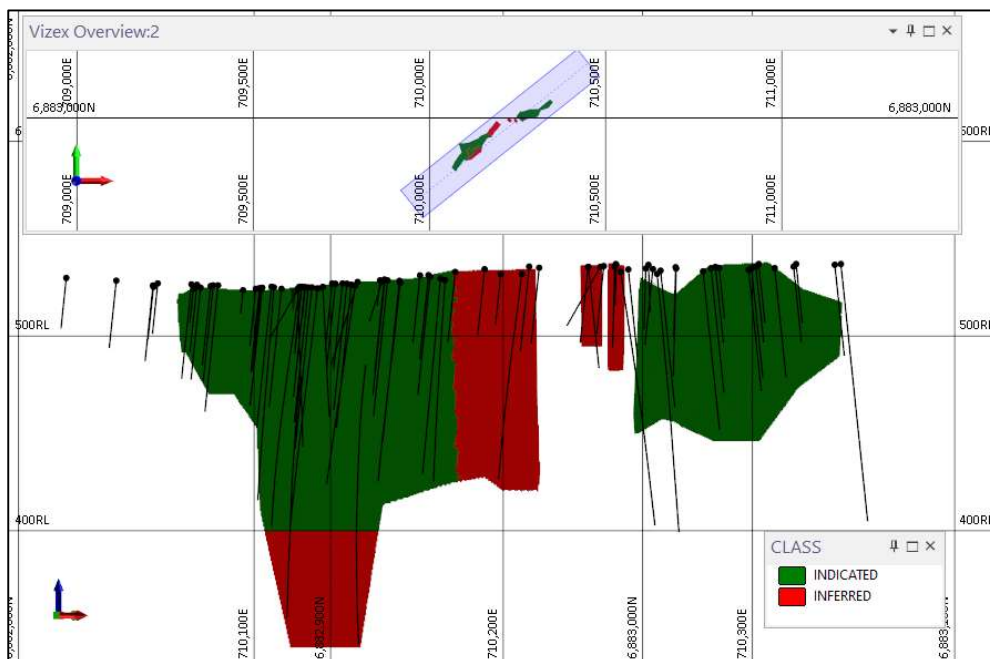 Vizex Overview:2
709,000E
709,500E
710,000E
710,500E
711,000E
6,883,000N
6,883,000N
709,000E
709,500E
710,000E
710,500E
711,000E
500RL
500RL
400RL
400RL
CLASS
INDICATED
INFERRED
710,100E
6,882,900N
710,200E
6,883,000N
710,300E